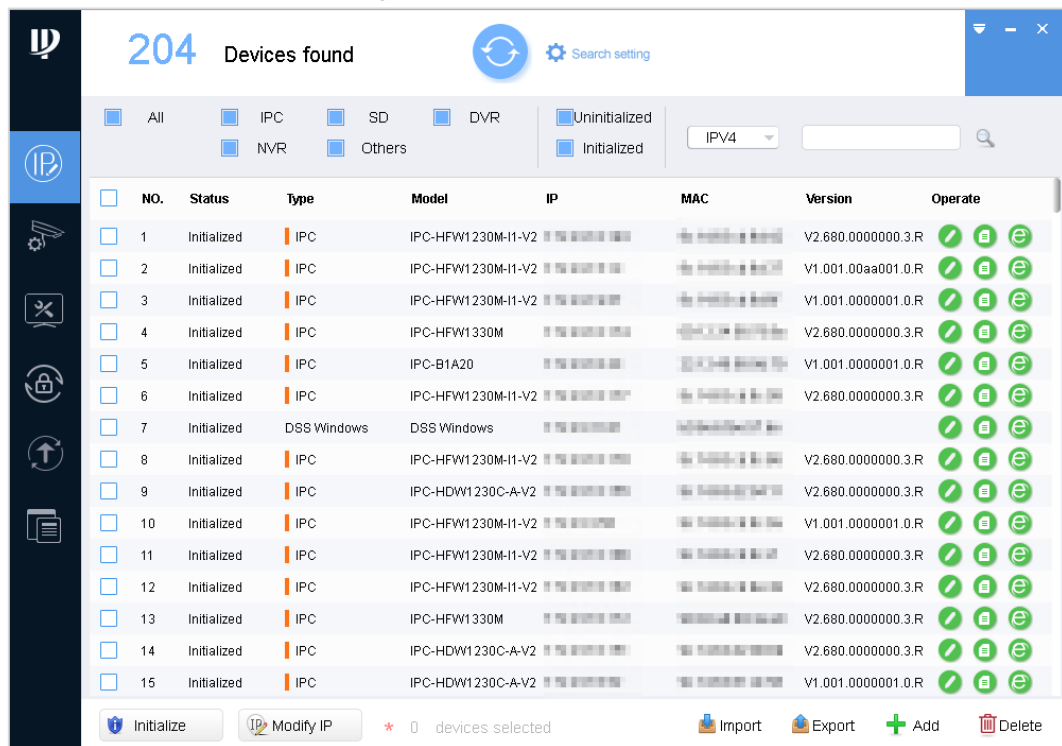 204 Devices found Search setting
All IPC SD DVR Uninitialized
NVR Others Initialized
IPV4
NO. Status Type Model IP MAC Version Operate
1 Initialized IPC IPC-HFW1230M-I1-V2 V2.680.0000000.3.R
2 Initialized IPC IPC-HFW1230M-I1-V2 V1.001.00aa001.0.R
3 Initialized IPC IPC-HFW1230M-I1-V2 V1.001.0000001.0.R
4 Initialized IPC IPC-HFW1330M V2.680.0000000.3.R
5 Initialized IPC IPC-B1A20 V1.001.0000001.0.R
6 Initialized IPC IPC-HFW1230M-I1-V2 V2.680.0000000.3.R
7 Initialized DSS Windows DSS Windows
8 Initialized IPC IPC-HFW1230M-I1-V2 V2.680.0000000.3.R
9 Initialized IPC IPC-HDW1230C-A-V2 V2.680.0000000.3.R
10 Initialized IPC IPC-HFW1230M-I1-V2 V1.001.0000001.0.R
11 Initialized IPC IPC-HFW1230M-I1-V2 V2.680.0000000.3.R
12 Initialized IPC IPC-HFW1230M-I1-V2 V2.680.0000000.3.R
13 Initialized IPC IPC-HFW1330M V2.680.0000000.3.R
14 Initialized IPC IPC-HDW1230C-A-V2 V2.680.0000000.3.R
15 Initialized IPC IPC-HDW1230C-A-V2 V1.001.0000001.0.R
Initialize IP Modify IP * 0 devices selected Import Export Add Delete